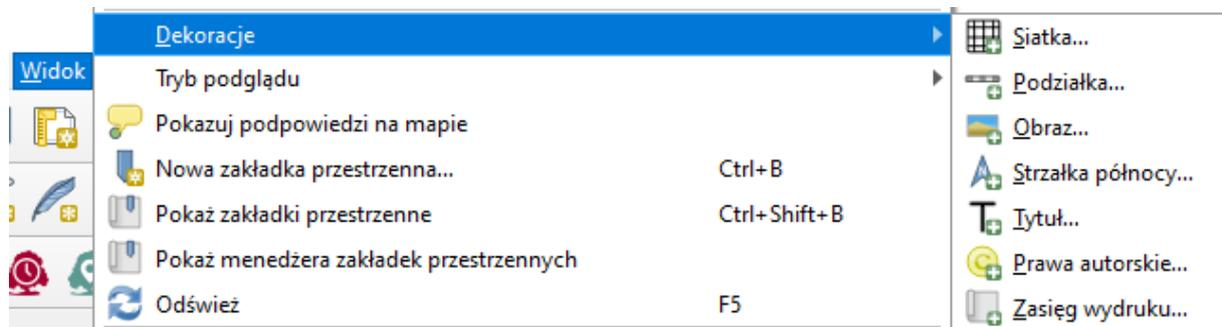 Widok
Dekoracje
Tryb podglądu
Pokazuj podpowiedzi na mapie
Nowa zakładka przestrzenna... Ctrl+B
Pokaż zakładki przestrzenne Ctrl+Shift+B
Pokaż menedżera zakładek przestrzennych
Odśwież F5
Siatka...
Podziałka...
Obraz...
Strzałka północy...
Tytuł...
Prawa autorskie...
Zasięg wydruku...